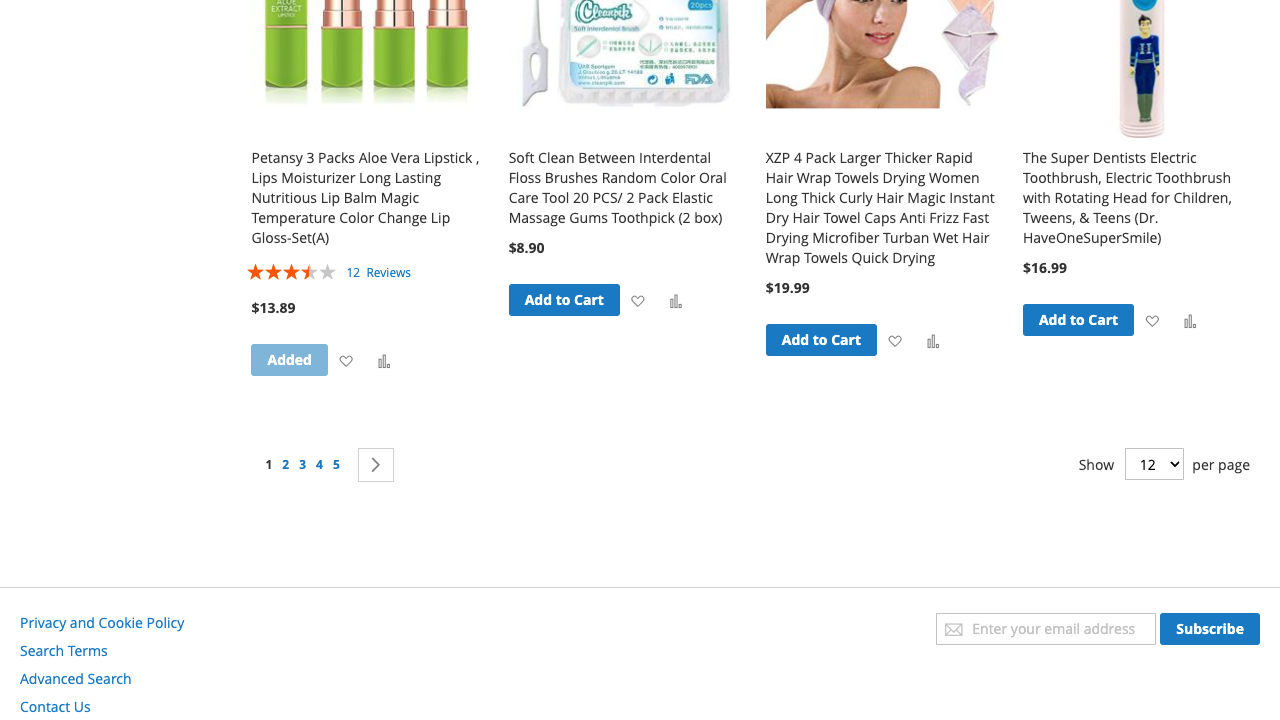 ALOE
EXTRACT
LIPSTICK
Cleanpik
20pcs
Soft Interdental Brush
UAB Sportgum
www.cleanpik.com
FDA
II
Petansy 3 Packs Aloe Vera Lipstick ,
Lips Moisturizer Long Lasting
Nutritious Lip Balm Magic
Temperature Color Change Lip
Gloss-Set(A)
12 Reviews
$13.89
Added
Soft Clean Between Interdental
Floss Brushes Random Color Oral
Care Tool 20 PCS/ 2 Pack Elastic
Massage Gums Toothpick (2 box)
$8.90
Add to Cart
XZP 4 Pack Larger Thicker Rapid
Hair Wrap Towels Drying Women
Long Thick Curly Hair Magic Instant
Dry Hair Towel Caps Anti Frizz Fast
Drying Microfiber Turban Wet Hair
Wrap Towels Quick Drying
$19.99
Add to Cart
The Super Dentists Electric
Toothbrush, Electric Toothbrush
with Rotating Head for Children,
Tweens, & Teens (Dr.
HaveOneSuperSmile)
$16.99
Add to Cart
1 2 3 4 5
Show 12 per page
Privacy and Cookie Policy
Search Terms
Advanced Search
Contact Us
Enter your email address
Subscribe